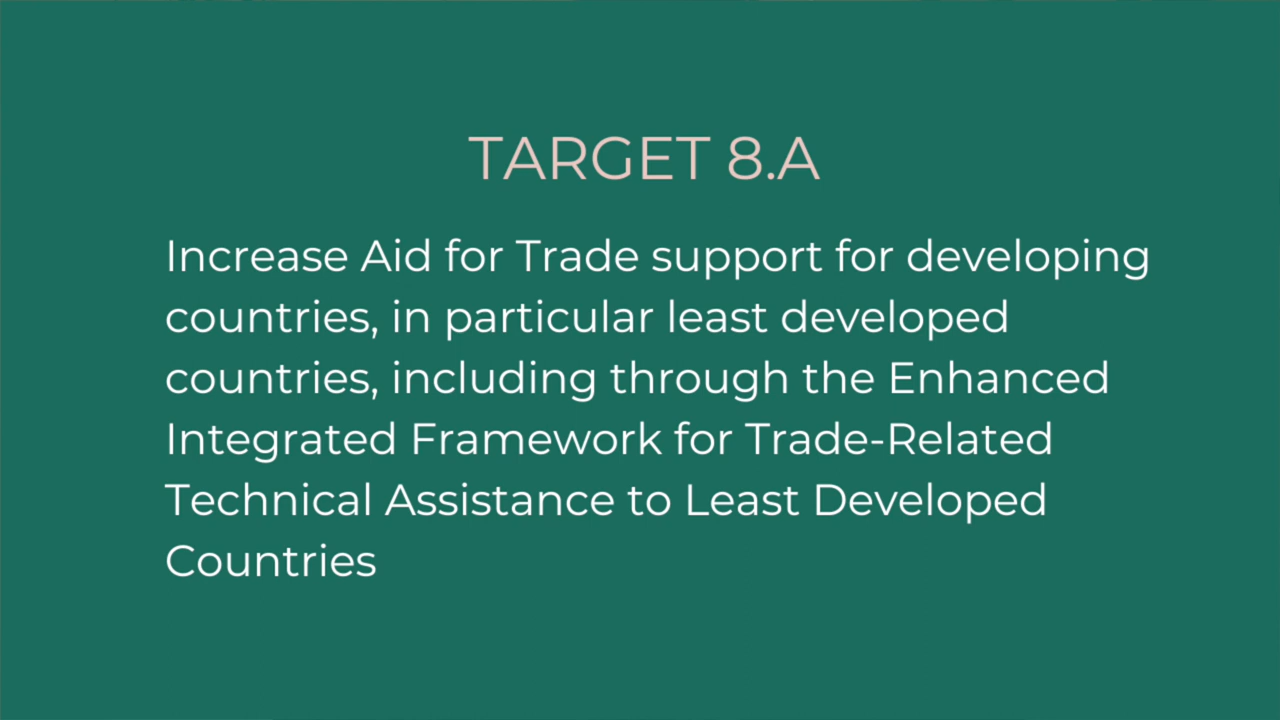 TARGET 8.A
Increase Aid for Trade support for developing
countries, in particular least developed
countries, including through the Enhanced
Integrated Framework for Trade-Related
Technical Assistance to Least Developed
Countries